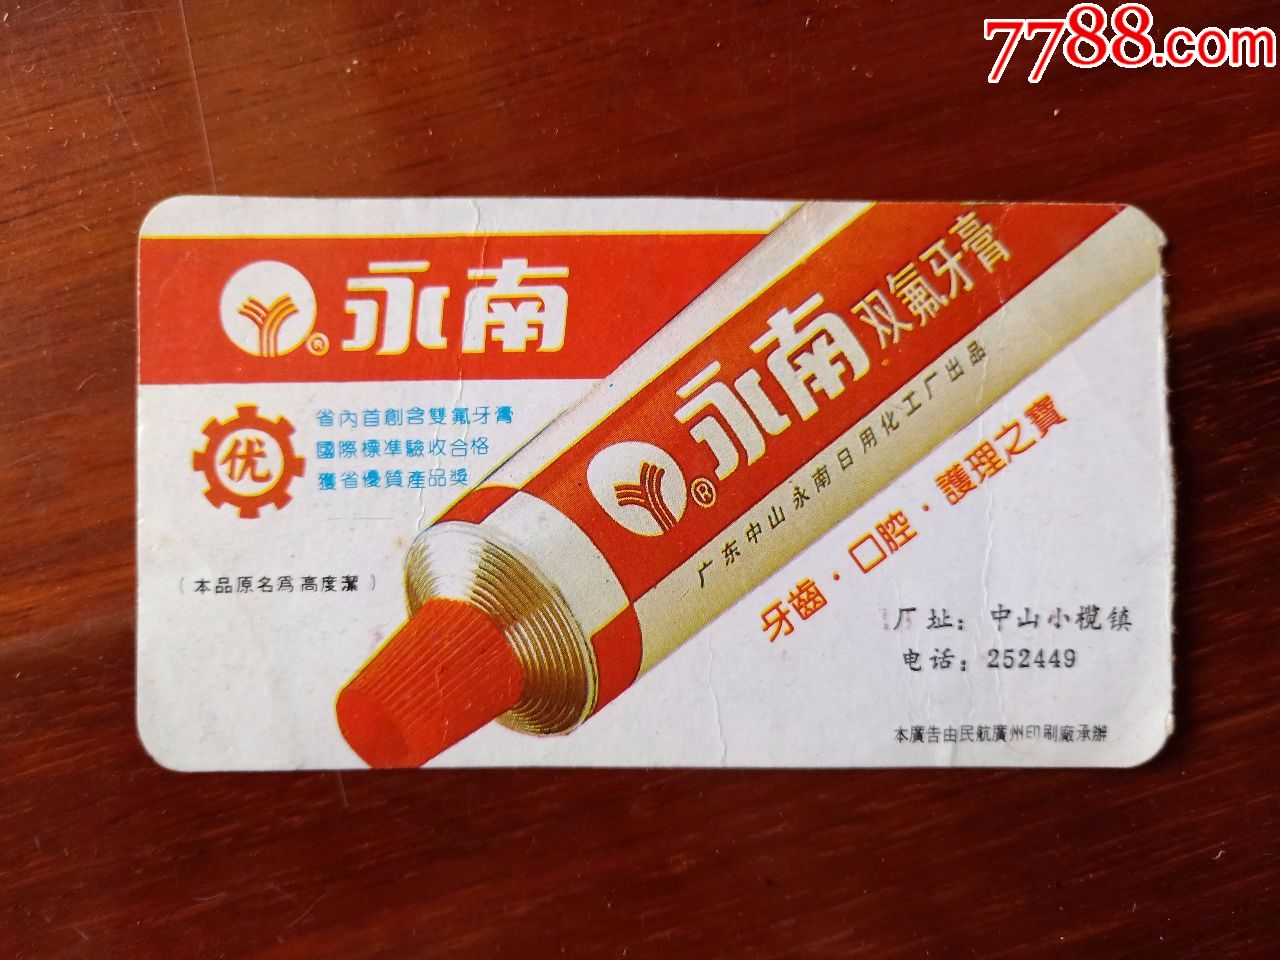 7788.com
永南
省内首創含雙氟牙膏
國際標準驗收合格
獲省優質產品獎
优
(本品原名為高度潔)
永南双氟牙膏
广东中山永南日用化工厂出品
牙齒·口腔·護理之寶
厂址：中山小榄镇
电话：252449
本廣告由民航廣州印刷廠承辦